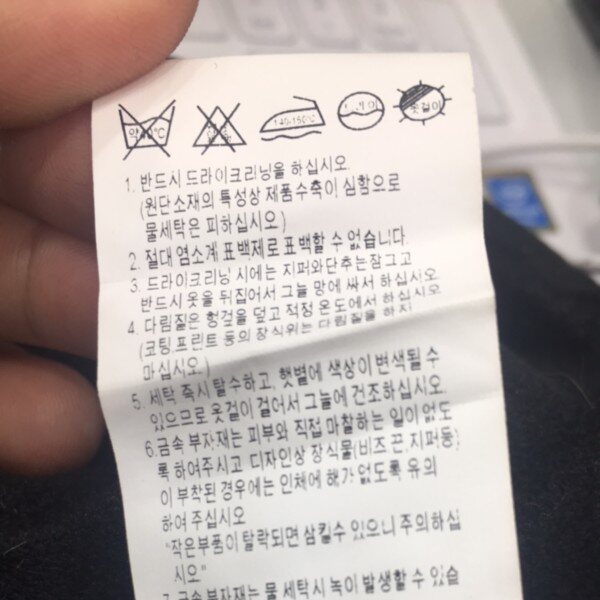 140-160℃
옷걸이
1. 반드시 드라이크리닝을 하십시오.
(원단소재의 특성상 제품수축이 심함으로
물세탁은 피하십시오)
2. 절대 염소계 표백제로 표백할 수 없습니다.
3. 드라이크리닝 시에는 지퍼와단추는잠그고
반드시옷을 뒤집어서 그늘 망에 싸서 하십시오
4. 다림질은 헝겊을 덮고 적정 온도에서 하십시오
(코팅,프린트 등의 장식위는 다림질을 하지
마십시오.)
5. 세탁 즉시 탈수하고, 햇볕에 색상이 변색될 수
있으므로 옷걸이 걸어서 그늘에 건조하십시오.
6.금속 부자재는 피부와 직접 마찰하는 일이 없도
록 하여주시고 디자인상 장식물(비즈,끈,지퍼등)
이 부착된 경우에는 인체에 해가 없도록 유의
하여 주십시오
"작은부품이 탈락되면 삼킬수 있으니 주의하십
시오"
7. 금속부자재는 물 세탁시 녹이 발생할 수 있습